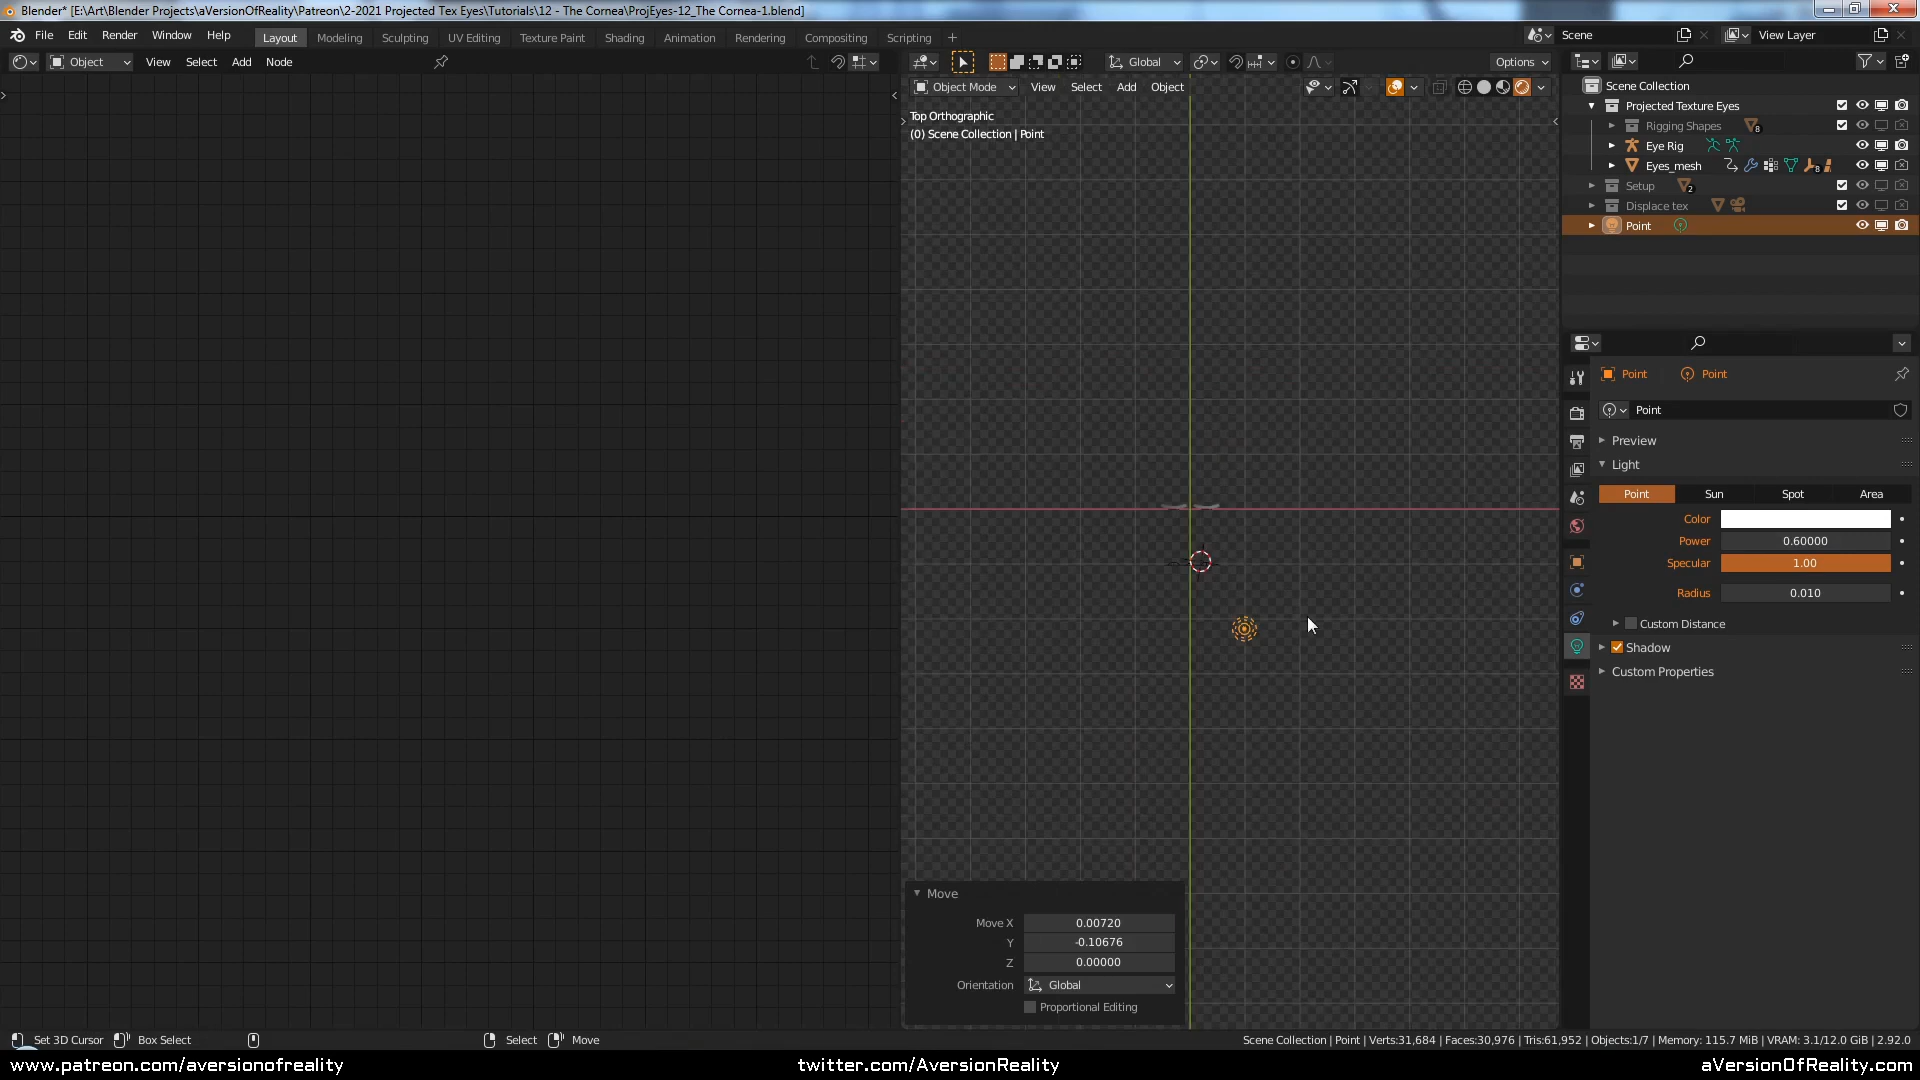 Blender* [E:\Art\Blender Projects\aVersionOfReality\Patreon\2-2021 Projected Tex Eyes\Tutorials\12 - The Cornea\ProjEyes-12_The Cornea-1.blend]
File Edit Render Window Help Layout Modeling Sculpting UV Editing Texture Paint Shading Animation Rendering Compositing Scripting + Scene View Layer
Object View Select Add Node
Global Options
Object Mode View Select Add Object
Top Orthographic
(0) Scene Collection | Point
Scene Collection
Projected Texture Eyes
Rigging Shapes 8
Eye Rig
Eyes_mesh 8
Setup 2
Displace tex
Point
Point Point
Point
Preview
Light
Point Sun Spot Area
Color
Power 0.60000
Specular 1.00
Radius 0.010
Custom Distance
Shadow
Custom Properties
Move
Move X 0.00720
Y -0.10676
Z 0.00000
Orientation Global
Proportional Editing
Set 3D Cursor Box Select Select Move
Scene Collection | Point | Verts:31,684 | Faces:30,976 | Tris:61,952 | Objects:1/7 | Memory: 115.7 MiB | VRAM: 3.1/12.0 GiB | 2.92.0
www.patreon.com/aversionofreality twitter.com/AversionReality aVersionOfReality.com